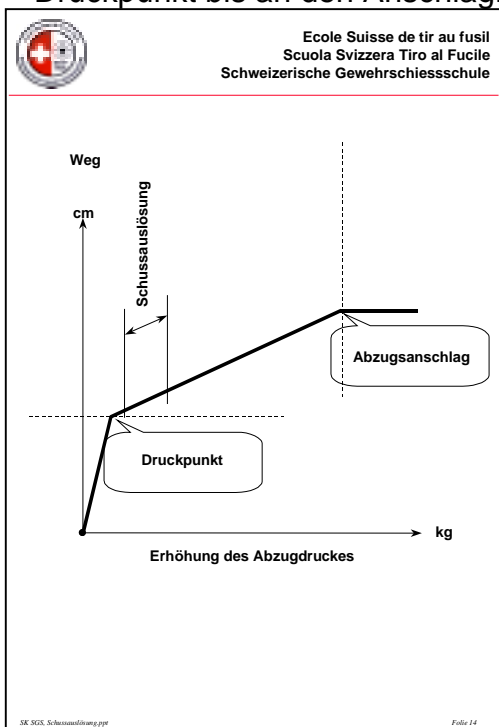 Druckpunkt bis an den Anschlag.
Ecole Suisse de tir au fusil
Scuola Svizzera Tiro al Fucile
Schweizerische Gewehrschiessschule
Weg
cm
Schussauslösung
Abzugsanschlag
Druckpunkt
kg
Erhöhung des Abzugdruckes
SK SGS, Schussauslösung.ppt
Folie 14